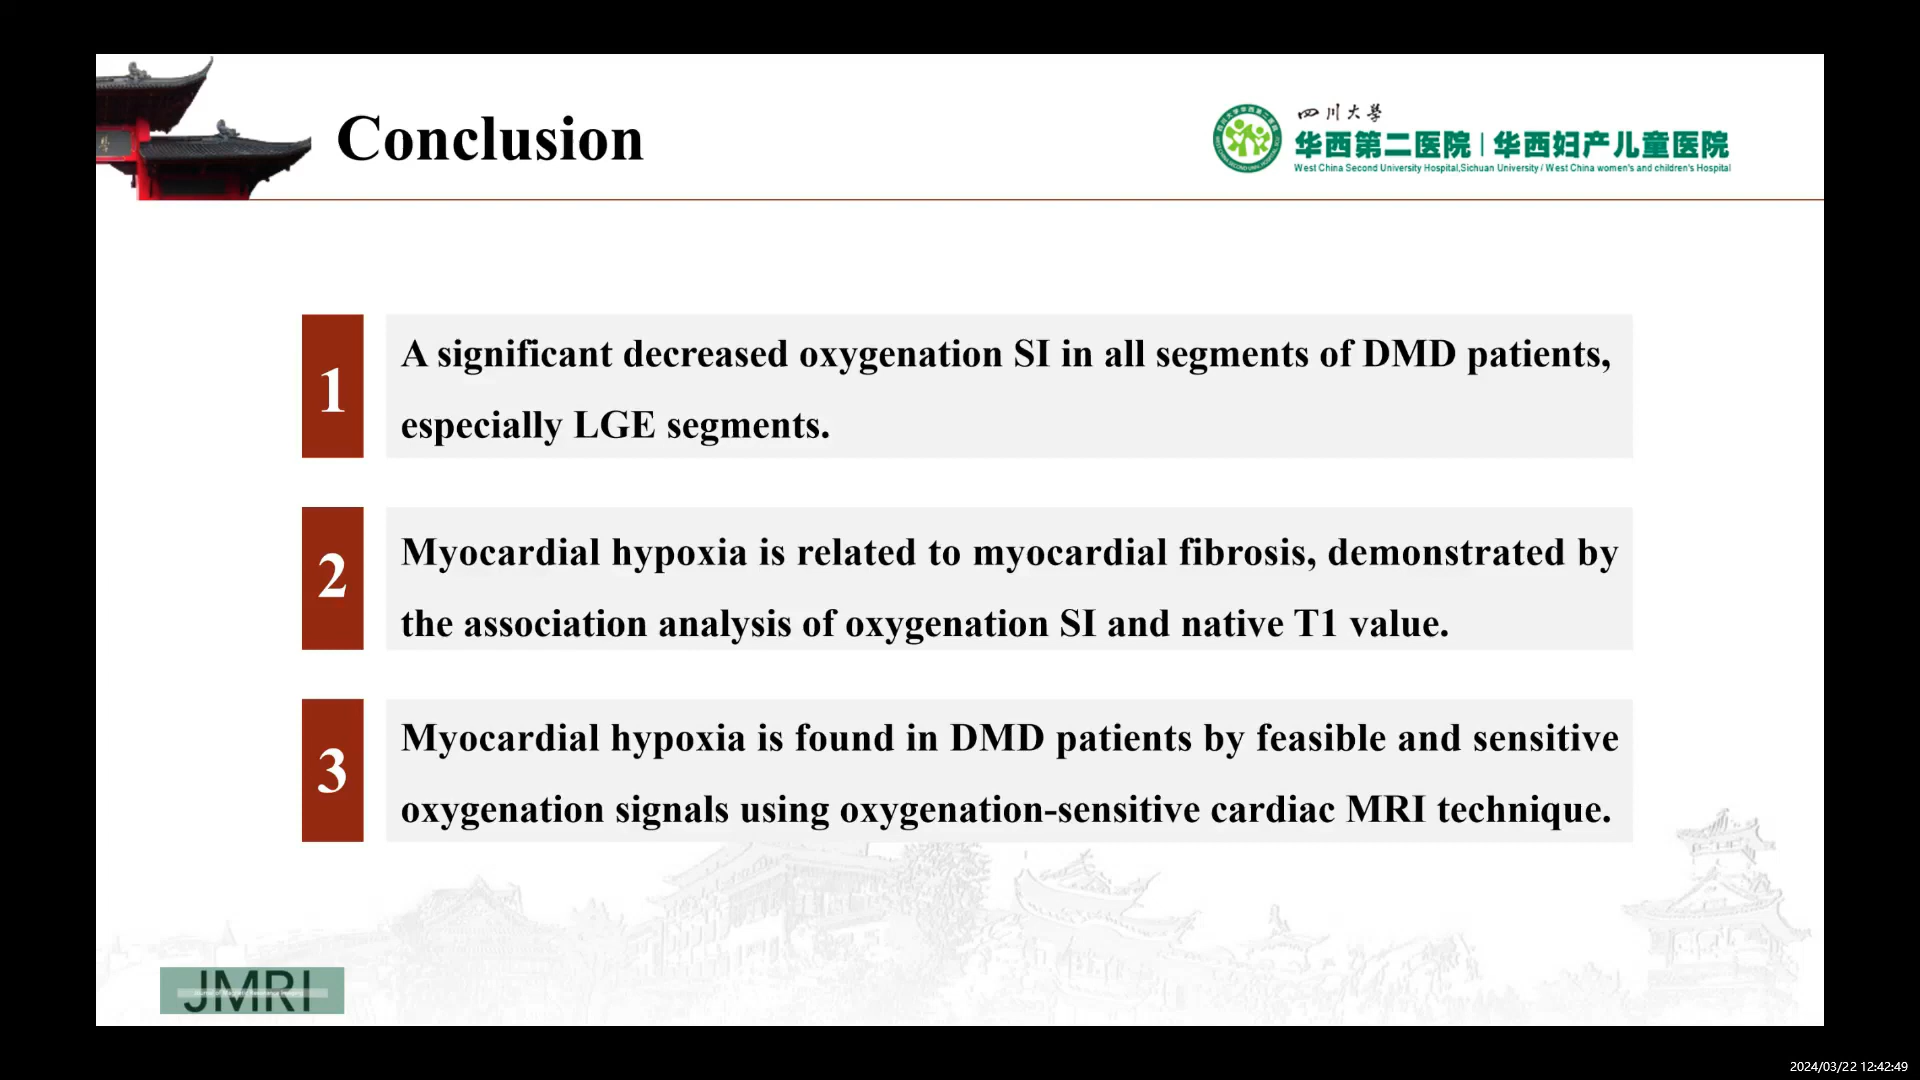 Conclusion
四川大學
华西第二医院 | 华西妇产儿童医院
West China Second University Hospital,Sichuan University / West China women's and children's Hospital
1
A significant decreased oxygenation SI in all segments of DMD patients,
especially LGE segments.
2
Myocardial hypoxia is related to myocardial fibrosis, demonstrated by
the association analysis of oxygenation SI and native T1 value.
3
Myocardial hypoxia is found in DMD patients by feasible and sensitive
oxygenation signals using oxygenation-sensitive cardiac MRI technique.
JMRI
2024/03/22 12:42:49